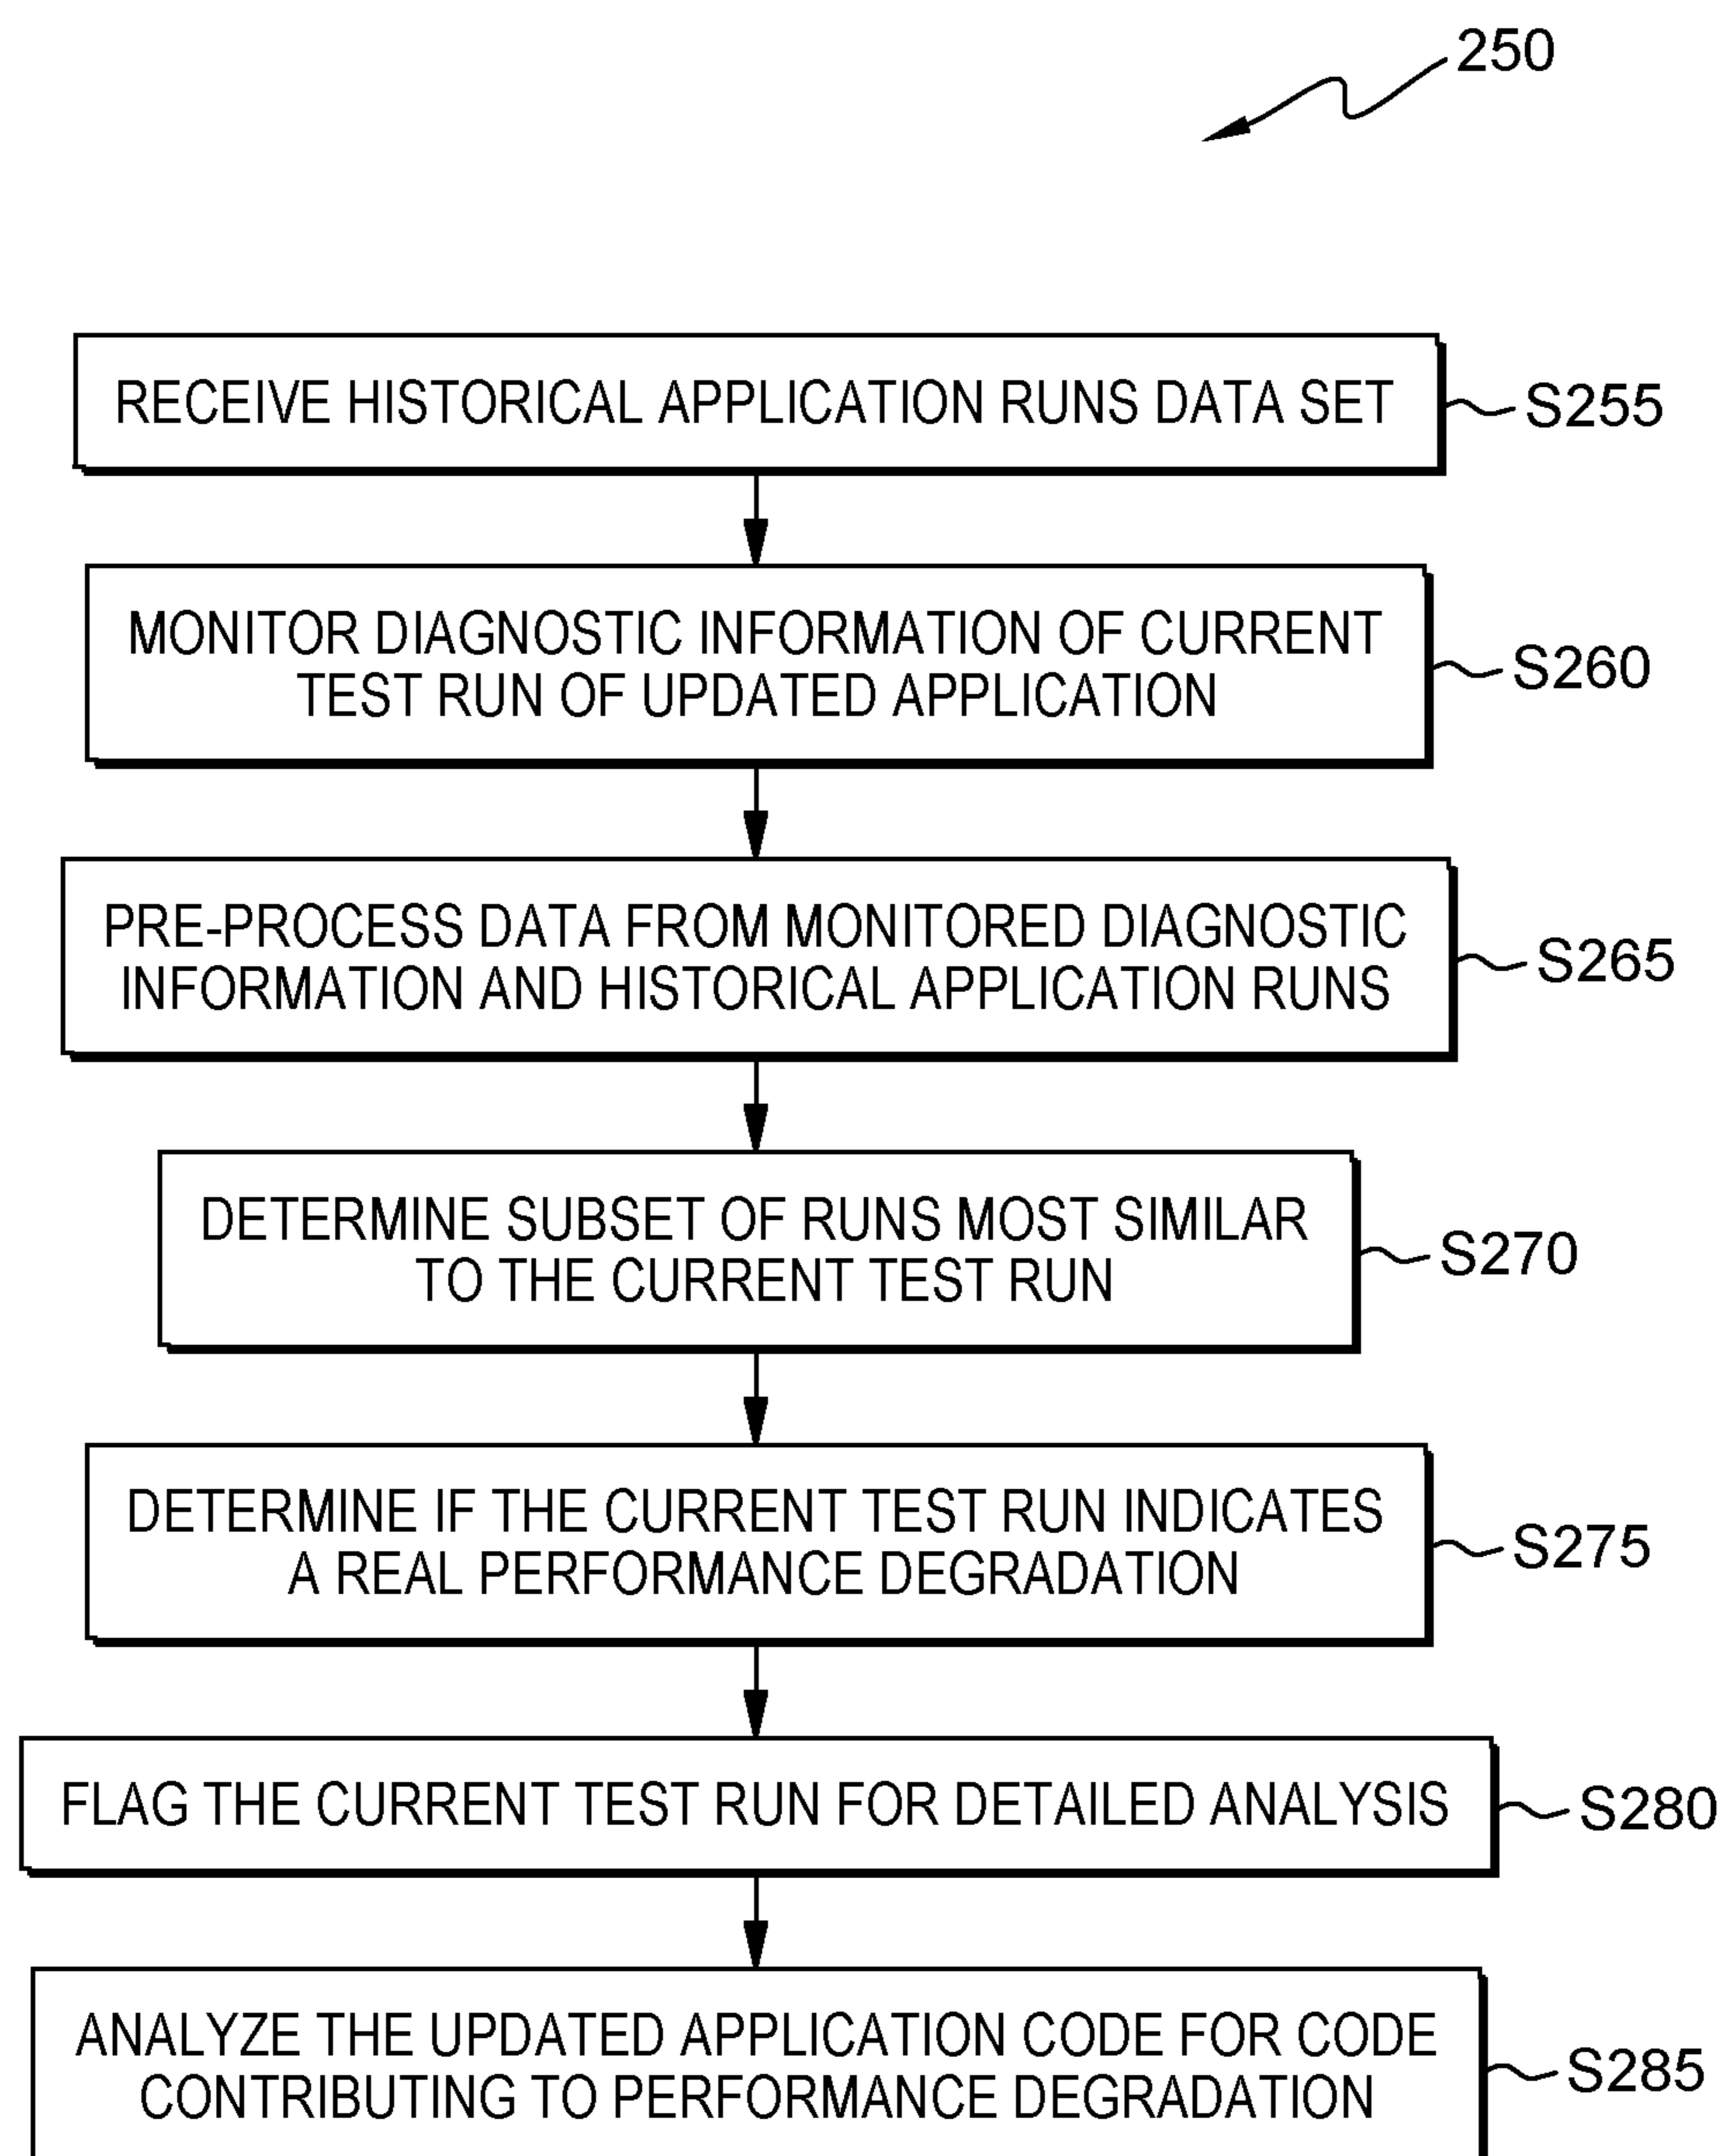 250
RECEIVE HISTORICAL APPLICATION RUNS DATA SET
S255
MONITOR DIAGNOSTIC INFORMATION OF CURRENT
TEST RUN OF UPDATED APPLICATION
S260
PRE-PROCESS DATA FROM MONITORED DIAGNOSTIC
INFORMATION AND HISTORICAL APPLICATION RUNS
S265
DETERMINE SUBSET OF RUNS MOST SIMILAR
TO THE CURRENT TEST RUN
S270
DETERMINE IF THE CURRENT TEST RUN INDICATES
A REAL PERFORMANCE DEGRADATION
S275
FLAG THE CURRENT TEST RUN FOR DETAILED ANALYSIS
S280
ANALYZE THE UPDATED APPLICATION CODE FOR CODE
CONTRIBUTING TO PERFORMANCE DEGRADATION
S285